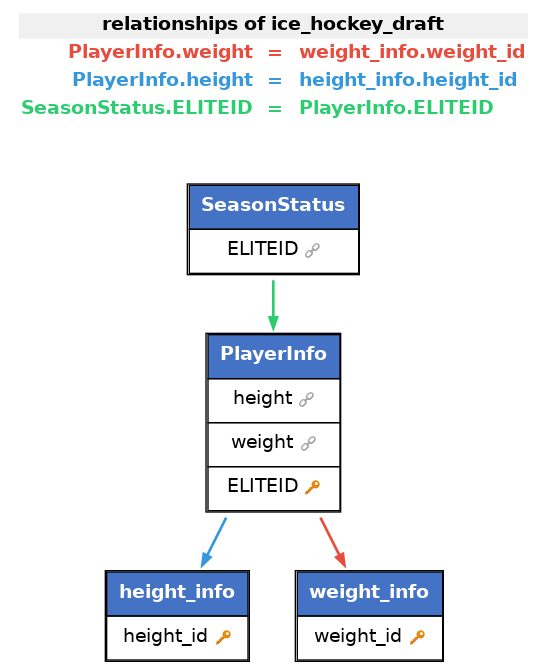 relationships of ice_hockey_draft
PlayerInfo.weight = weight_info.weight_id
PlayerInfo.height = height_info.height_id
SeasonStatus.ELITEID = PlayerInfo.ELITEID
SeasonStatus
ELITEID
PlayerInfo
height
weight
ELITEID
height_info
height_id
weight_info
weight_id